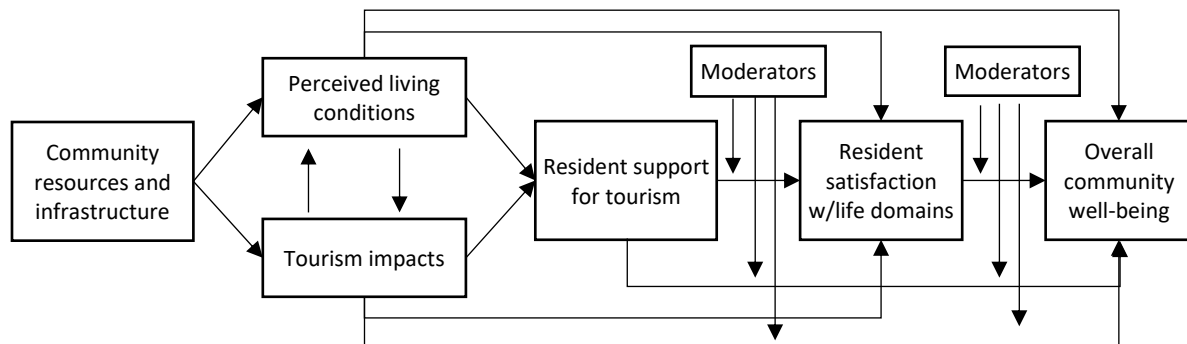 Community
resources and
infrastructure
Perceived living
conditions
Tourism impacts
Resident support
for tourism
Moderators
Resident
satisfaction
w/life domains
Moderators
Overall
community
well-being